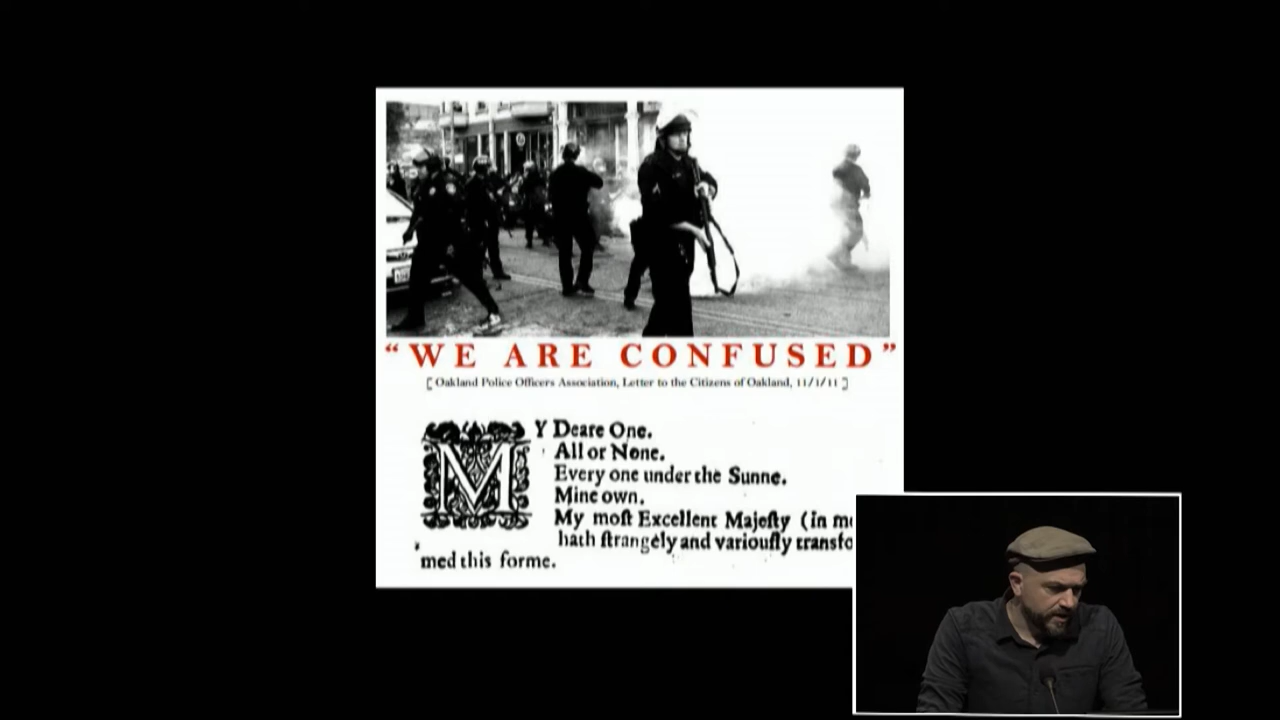 “WE ARE CONFUSED”
[Oakland Police Officers Association, Letter to the Citizens of Oakland, 11/1/11]
MY Deare One.
All or None.
Every one under the Sunne.
Mine own.
My moſt Excellent Majeſty (in
hath ſtrangely and variouſly
med this forme.